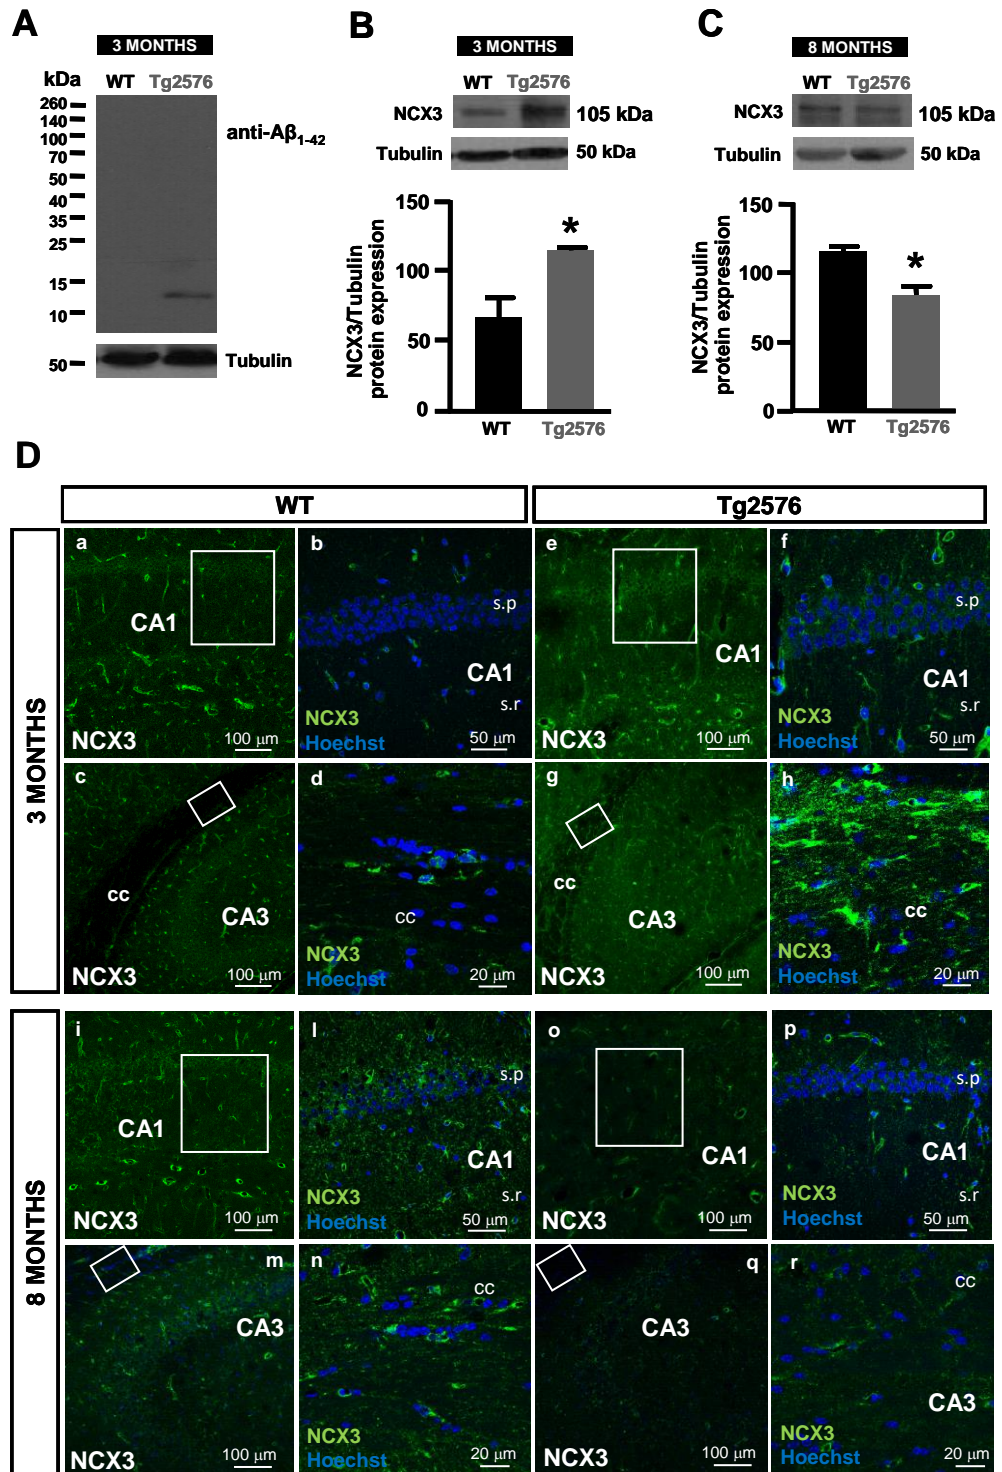 A
3 MONTHS
kDa WT Tg2576
260
140
100
70
50
40
35
25
15
10
50
anti-Aβ1-42
Tubulin
B
3 MONTHS
WT Tg2576
NCX3 105 kDa
Tubulin 50 kDa
NCX3/Tubulin
protein expression
150
100
50
0
*
WT Tg2576
C
8 MONTHS
WT Tg2576
NCX3 105 kDa
Tubulin 50 kDa
NCX3/Tubulin
protein expression
150
100
50
0
*
WT Tg2576
D
WT Tg2576
3 MONTHS
a
CA1
NCX3 100 µm
b
s.p
CA1
s.r
NCX3
Hoechst 50 µm
e
CA1
NCX3 100 µm
f
s.p
CA1
s.r
NCX3
Hoechst 50 µm
c
cc
CA3
NCX3 100 µm
d
cc
NCX3
Hoechst 20 µm
g
cc
CA3
NCX3 100 µm
h
cc
NCX3
Hoechst 20 µm
8 MONTHS
i
CA1
NCX3 100 µm
l
s.p
CA1
s.r
NCX3
Hoechst 50 µm
o
CA1
NCX3 100 µm
p
s.p
CA1
s.r
NCX3
Hoechst 50 µm
m
CA3
NCX3 100 µm
n
cc
NCX3
Hoechst 20 µm
q
CA3
NCX3 100 µm
r
cc
CA3
NCX3
Hoechst 20 µm